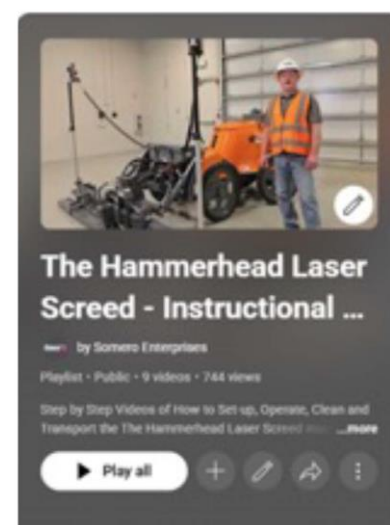 The Hammerhead Laser
Screed - Instructional ...
by Somero Enterprises
Playlist • Public • 9 videos • 744 views
Step by Step Videos of How to Set-up, Operate, Clean and
Transport the The Hammerhead Laser Screed ...more
Play all